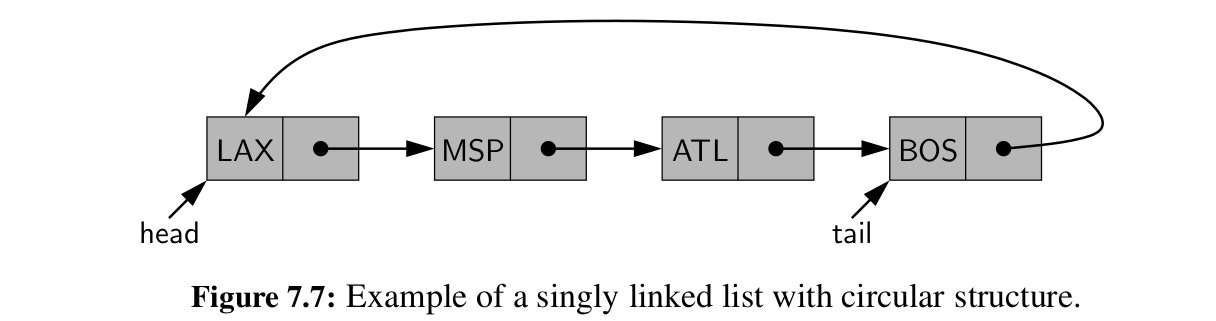 LAX MSP ATL BOS
head tail
Figure 7.7: Example of a singly linked list with circular structure.